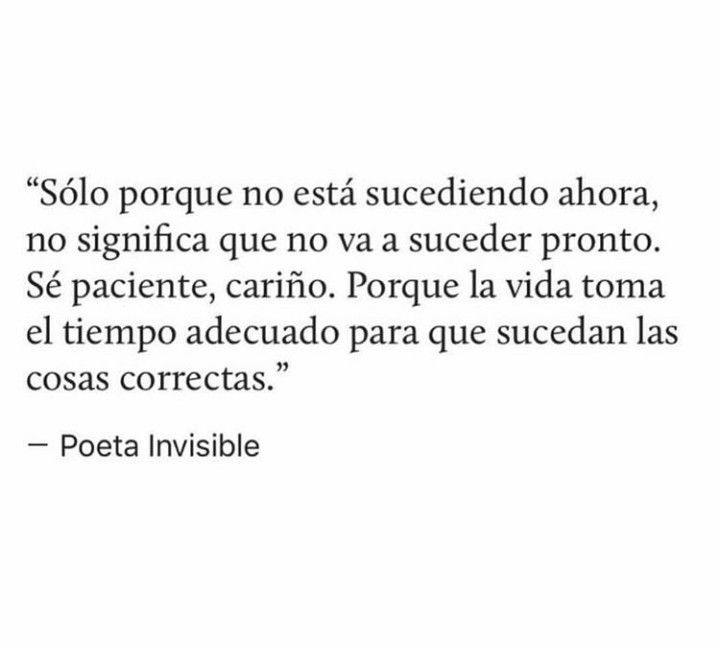 “Sólo porque no está sucediendo ahora,
no significa que no va a suceder pronto.
Sé paciente, cariño. Porque la vida toma
el tiempo adecuado para que sucedan las
cosas correctas.”
— Poeta Invisible